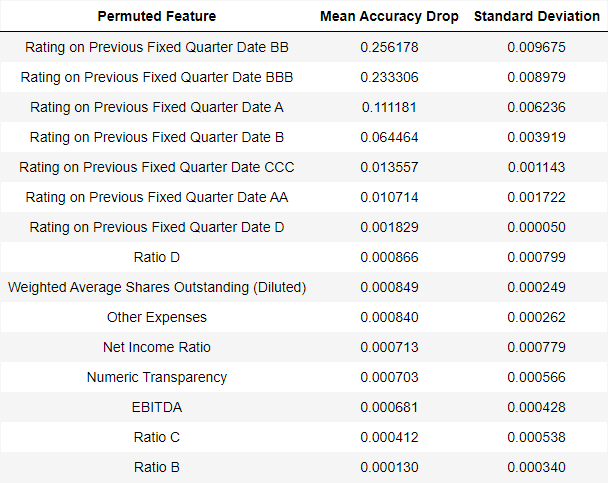 Permuted Feature Mean Accuracy Drop Standard Deviation
Rating on Previous Fixed Quarter Date BB 0.256178 0.009675
Rating on Previous Fixed Quarter Date BBB 0.233306 0.008979
Rating on Previous Fixed Quarter Date A 0.111181 0.006236
Rating on Previous Fixed Quarter Date B 0.064464 0.003919
Rating on Previous Fixed Quarter Date CCC 0.013557 0.001143
Rating on Previous Fixed Quarter Date AA 0.010714 0.001722
Rating on Previous Fixed Quarter Date D 0.001829 0.000050
Ratio D 0.000866 0.000799
Weighted Average Shares Outstanding (Diluted) 0.000849 0.000249
Other Expenses 0.000840 0.000262
Net Income Ratio 0.000713 0.000779
Numeric Transparency 0.000703 0.000566
EBITDA 0.000681 0.000428
Ratio C 0.000412 0.000538
Ratio B 0.000130 0.000340